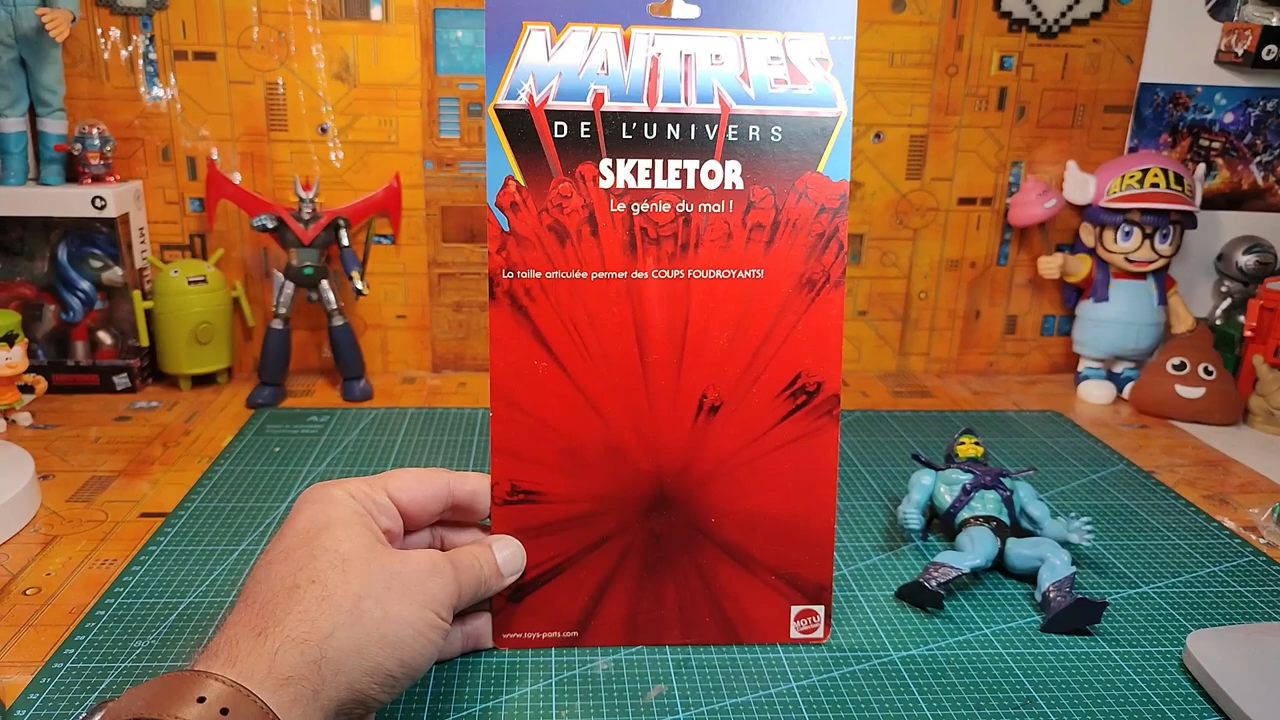 MAITRES
DE L'UNIVERS
SKELETOR
Le génie du mal !
La taille articulée permet des COUPS FOUDROYANTS!
www.toys-parts.com
MOTU
ARALE
A2